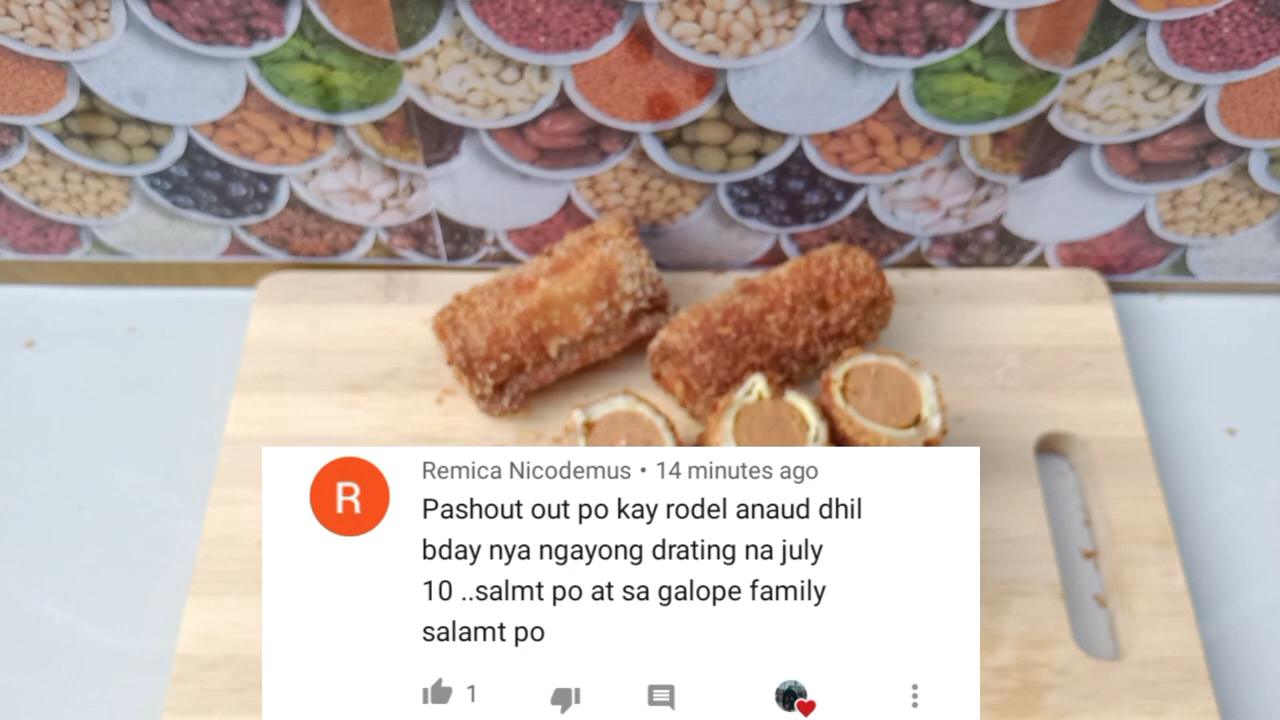 Remica Nicodemus • 14 minutes ago
R
Pashout out po kay rodel anaud dhil
bday nya ngayong drating na july
10 ..salmt po at sa galope family
salamt po
1